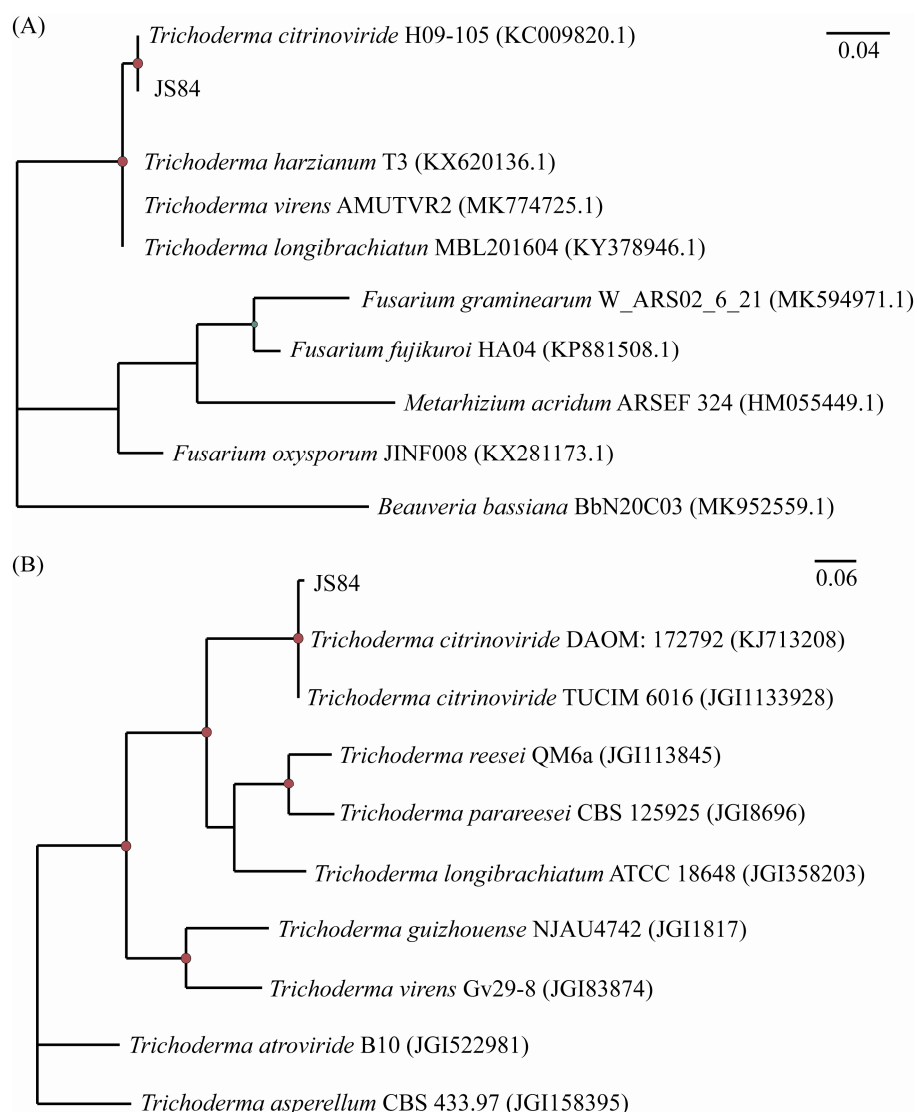 (A)
Trichoderma citrinoviride H09-105 (KC009820.1)
0.04
JS84
Trichoderma harzianum T3 (KX620136.1)
Trichoderma virens AMUTVR2 (MK774725.1)
Trichoderma longibrachiatun MBL201604 (KY378946.1)
Fusarium graminearum W_ARS02_6_21 (MK594971.1)
Fusarium fujikuroi HA04 (KP881508.1)
Metarhizium acridum ARSEF 324 (HM055449.1)
Fusarium oxysporum JINF008 (KX281173.1)
Beauveria bassiana BbN20C03 (MK952559.1)
(B)
0.06
JS84
Trichoderma citrinoviride DAOM: 172792 (KJ713208)
Trichoderma citrinoviride TUCIM 6016 (JGI1133928)
Trichoderma reesei QM6a (JGI113845)
Trichoderma parareesei CBS 125925 (JGI8696)
Trichoderma longibrachiatum ATCC 18648 (JGI358203)
Trichoderma guizhouense NJAU4742 (JGI1817)
Trichoderma virens Gv29-8 (JGI83874)
Trichoderma atroviride B10 (JGI522981)
Trichoderma asperellum CBS 433.97 (JGI158395)